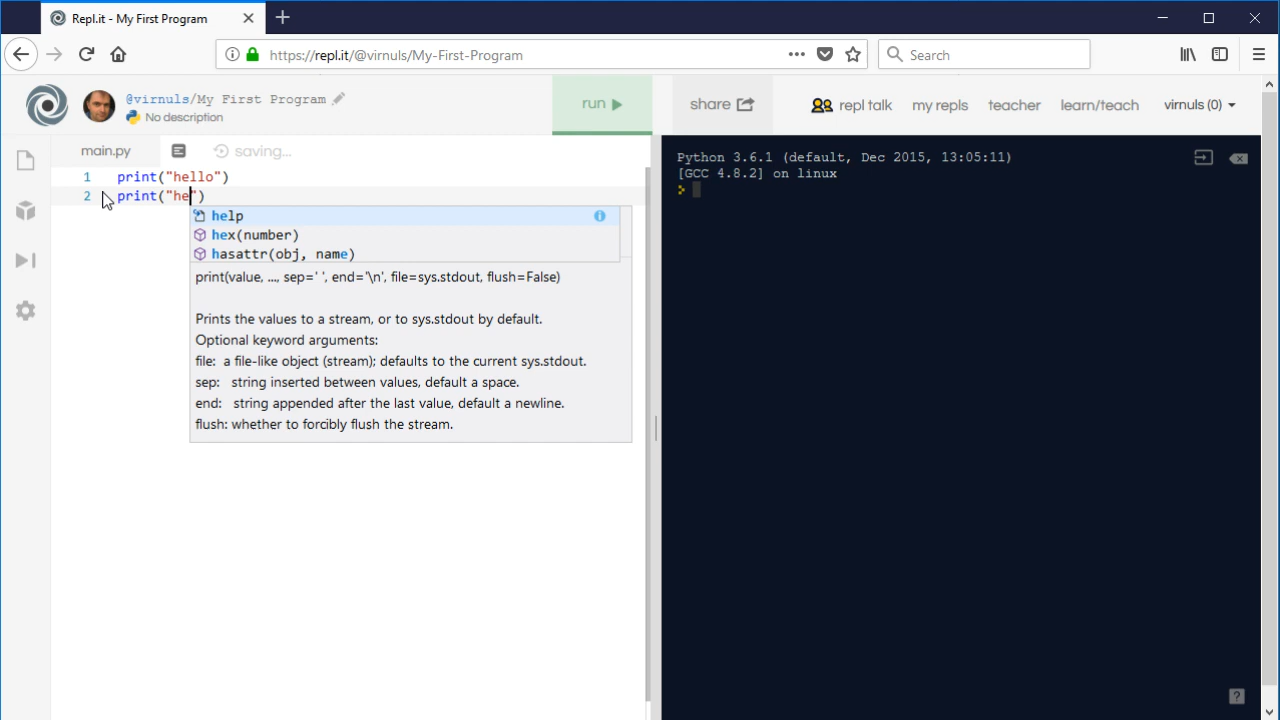 Repl.it - My First Program
https://repl.it/@virnuls/My-First-Program
Search
@virnuls/My First Program
No description
run
share
repl talk
my repls
teacher
learn/teach
virnuls (0)
main.py
saving...
1 print("hello")
2 print("he")
help
hex(number)
hasattr(obj, name)
print(value, ..., sep=' ', end='\n', file=sys.stdout, flush=False)
Prints the values to a stream, or to sys.stdout by default.
Optional keyword arguments:
file: a file-like object (stream); defaults to the current sys.stdout.
sep: string inserted between values, default a space.
end: string appended after the last value, default a newline.
flush: whether to forcibly flush the stream.
Python 3.6.1 (default, Dec 2015, 13:05:11)
[GCC 4.8.2] on linux
?